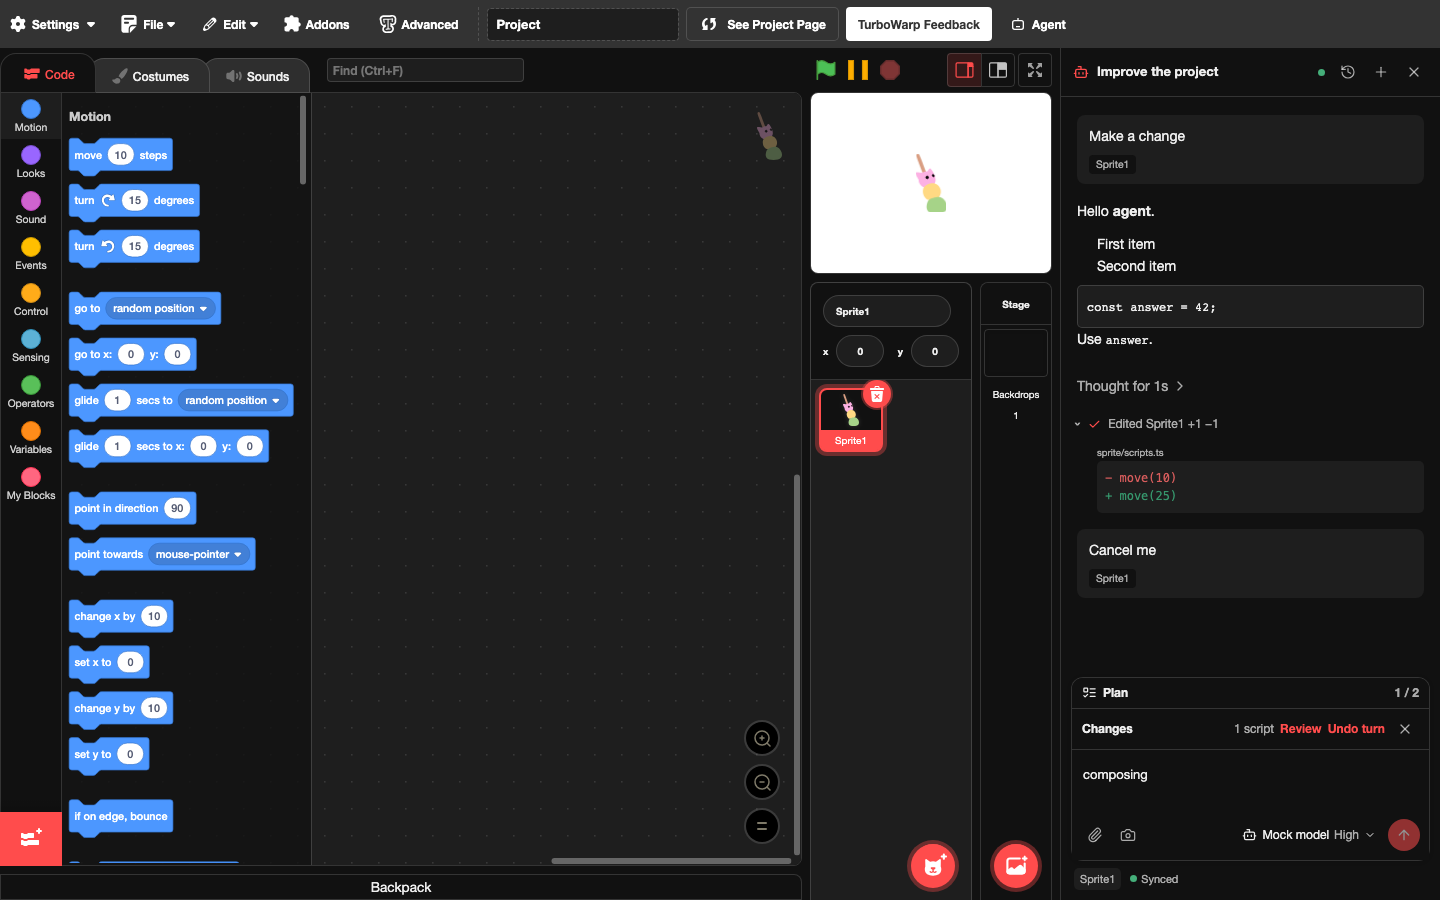 Settings
File
Edit
Addons
Advanced
Project
See Project Page
TurboWarp Feedback
Agent
Code
Costumes
Sounds
Find (Ctrl+F)
Improve the project
Motion
Looks
Sound
Events
Control
Sensing
Operators
Variables
My Blocks
Motion
move 10 steps
turn 15 degrees
turn 15 degrees
go to random position
go to x: 0 y: 0
glide 1 secs to random position
glide 1 secs to x: 0 y: 0
point in direction 90
point towards mouse-pointer
change x by 10
set x to 0
change y by 10
set y to 0
if on edge, bounce
Backpack
Sprite1
x 0 y 0
Sprite1
Stage
Backdrops
1
Make a change
Sprite1
Hello agent.
First item
Second item
const answer = 42;
Use answer.
Thought for 1s
Edited Sprite1 +1 −1
sprite/scripts.ts
− move(10)
+ move(25)
Cancel me
Sprite1
Plan 1 / 2
Changes 1 script Review Undo turn
composing
Mock model High
Sprite1 Synced